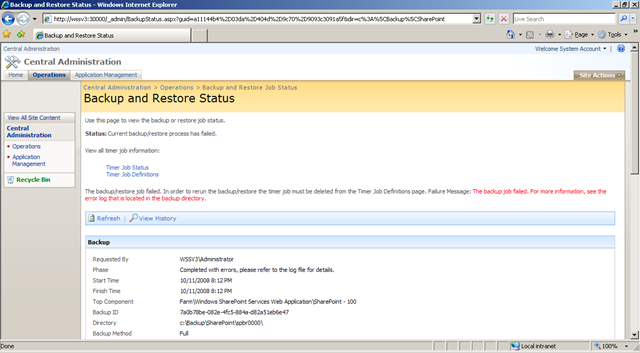 Backup and Restore Status - Windows Internet Explorer
http://wssv3:30000/_admin/BackupStatus.aspx?guid=a11144b4%2D03da%2D404d%2D9c70%2D9093c3091a5f&dir=c%3A%5CBackup%5CSharePoint
Live Search
Backup and Restore Status
Page Tools
Central Administration Welcome System Account
Central Administration
Home Operations Application Management Site Actions
View All Site Content
Central Administration
Operations
Application Management
Recycle Bin
Central Administration > Operations > Backup and Restore Job Status
Backup and Restore Status
Use this page to view the backup or restore job status.
Status: Current backup/restore process has failed.
View all timer job information:
Timer Job Status
Timer Job Definitions
The backup/restore job failed. In order to rerun the backup/restore the timer job must be deleted from the Timer Job Definitions page. Failure Message: The backup job failed. For more information, see the
error log that is located in the backup directory.
Refresh | View History
Backup
Requested By WSSV3\Administrator
Phase Completed with errors, please refer to the log file for details.
Start Time 10/11/2008 8:12 PM
Finish Time 10/11/2008 8:12 PM
Top Component Farm\Windows SharePoint Services Web Application\SharePoint - 100
Backup ID 7a0b78be-082e-4fc5-884a-d82a51eb6e47
Directory c:\Backup\SharePoint\spbr0000\
Backup Method Full
Done Local intranet 100%